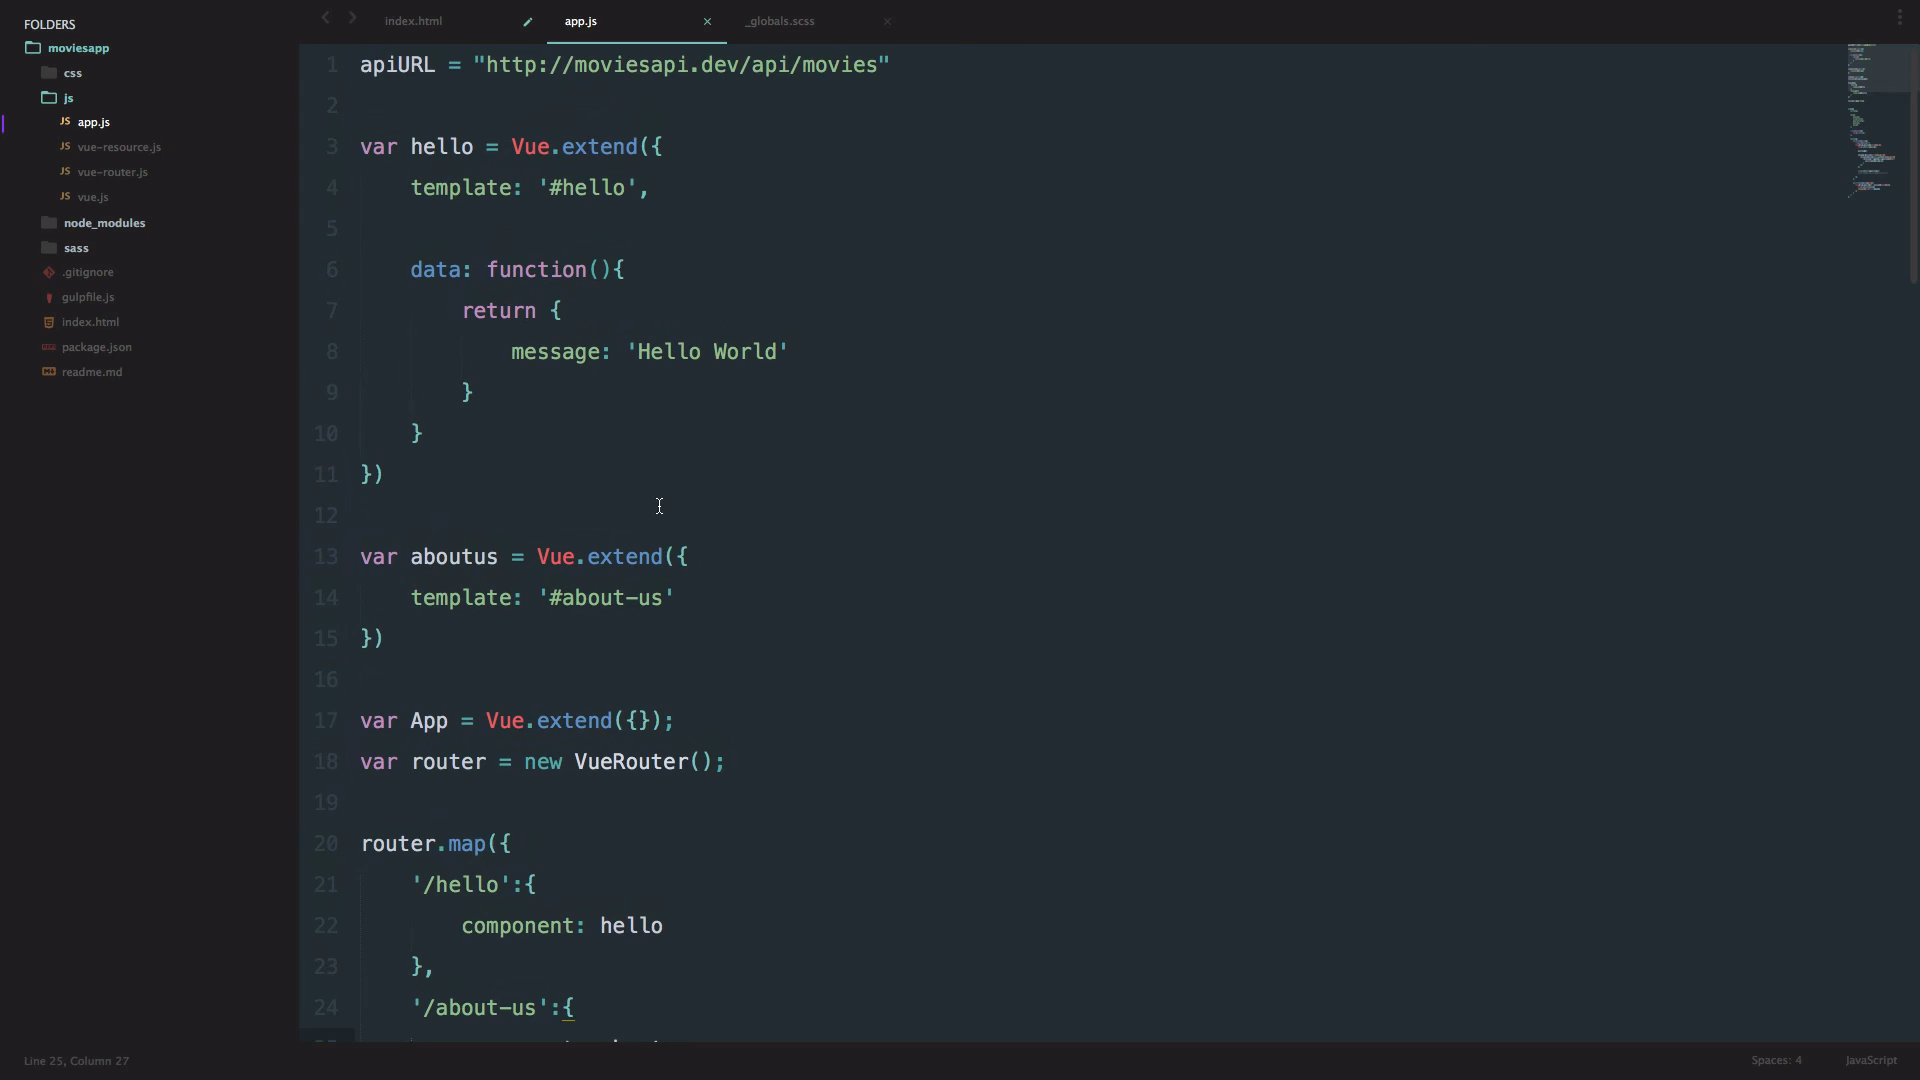 FOLDERS
moviesapp
css
js
JS app.js
JS vue-resource.js
JS vue-router.js
JS vue.js
node_modules
sass
.gitignore
gulpfile.js
index.html
package.json
readme.md
index.html
app.js
_globals.scss
1 apiURL = "http://moviesapi.dev/api/movies"
2
3 var hello = Vue.extend({
4 template: '#hello',
5
6 data: function(){
7 return {
8 message: 'Hello World'
9 }
10 }
11 })
12
13 var aboutus = Vue.extend({
14 template: '#about-us'
15 })
16
17 var App = Vue.extend({});
18 var router = new VueRouter();
19
20 router.map({
21 '/hello':{
22 component: hello
23 },
24 '/about-us':{
Line 25, Column 27
Spaces: 4
JavaScript